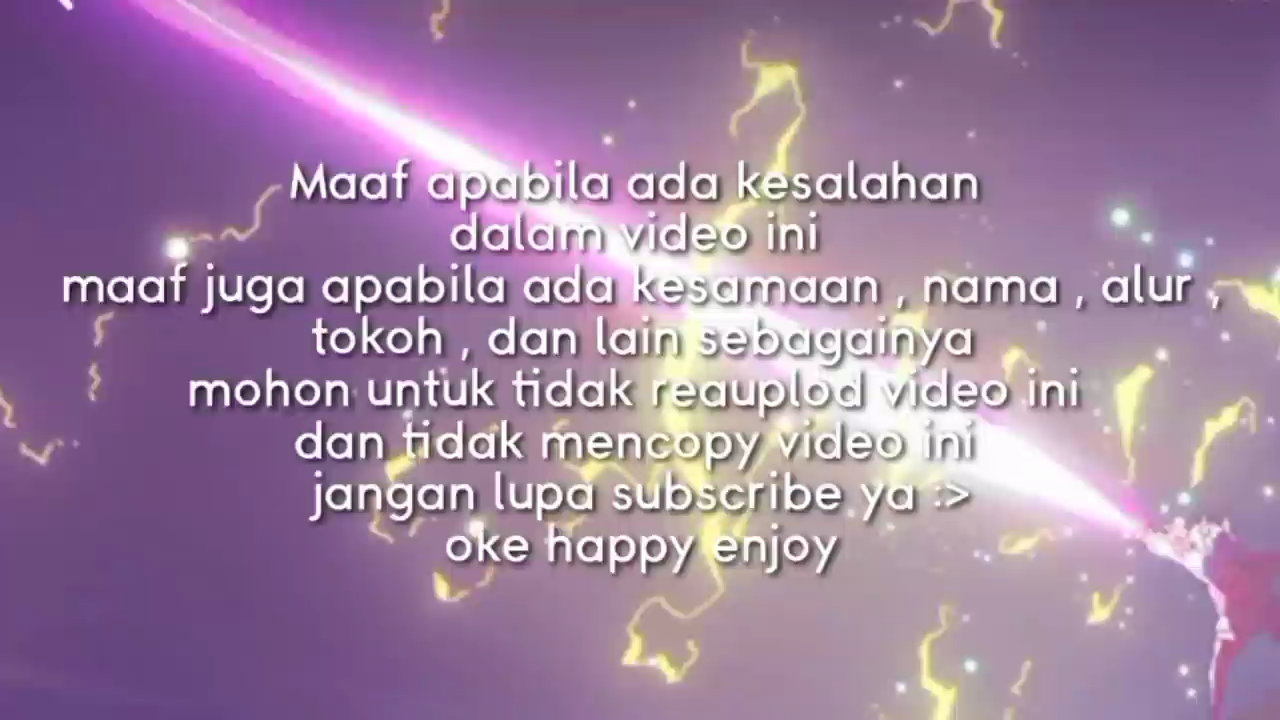 Maaf apabila ada kesalahan
dalam video ini
maaf juga apabila ada kesamaan , nama , alur ,
tokoh , dan lain sebagainya
mohon untuk tidak reauplod video ini
dan tidak mencopy video ini
jangan lupa subscribe ya :>
oke happy enjoy